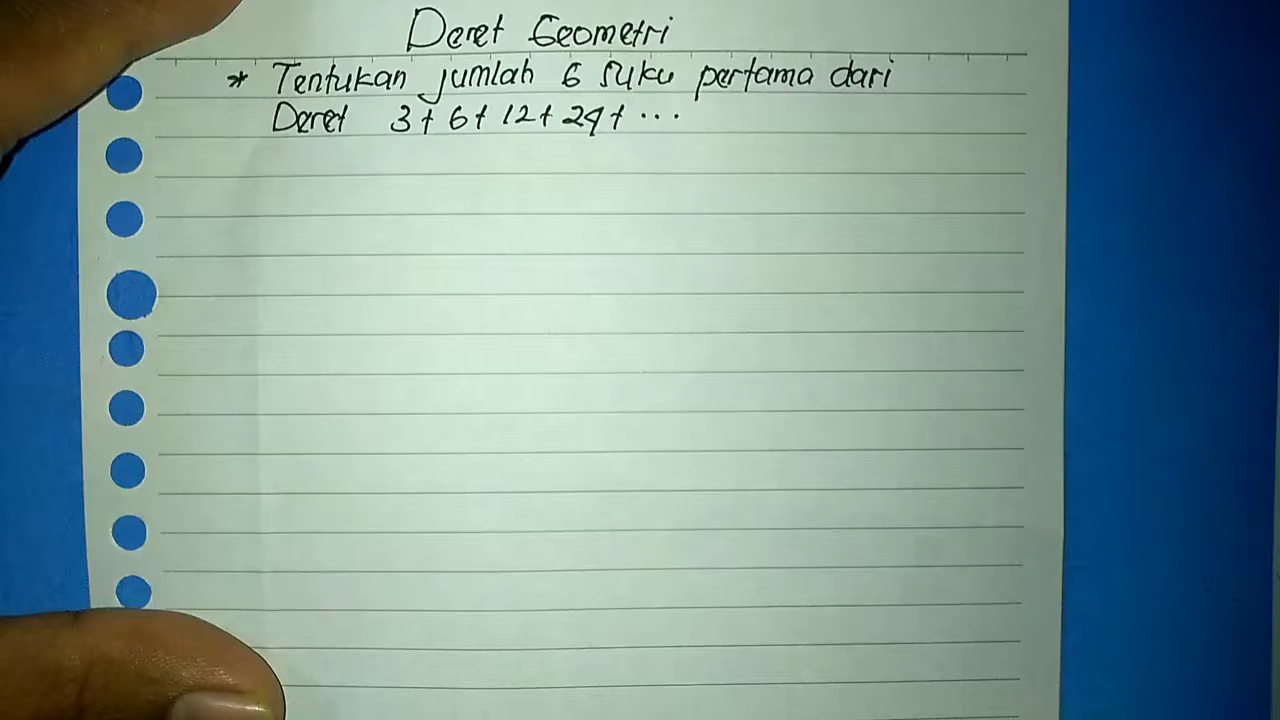 Deret Geometri
* Tentukan jumlah 6 suku pertama dari
Deret 3+ 6+ 12+ 24+ ...